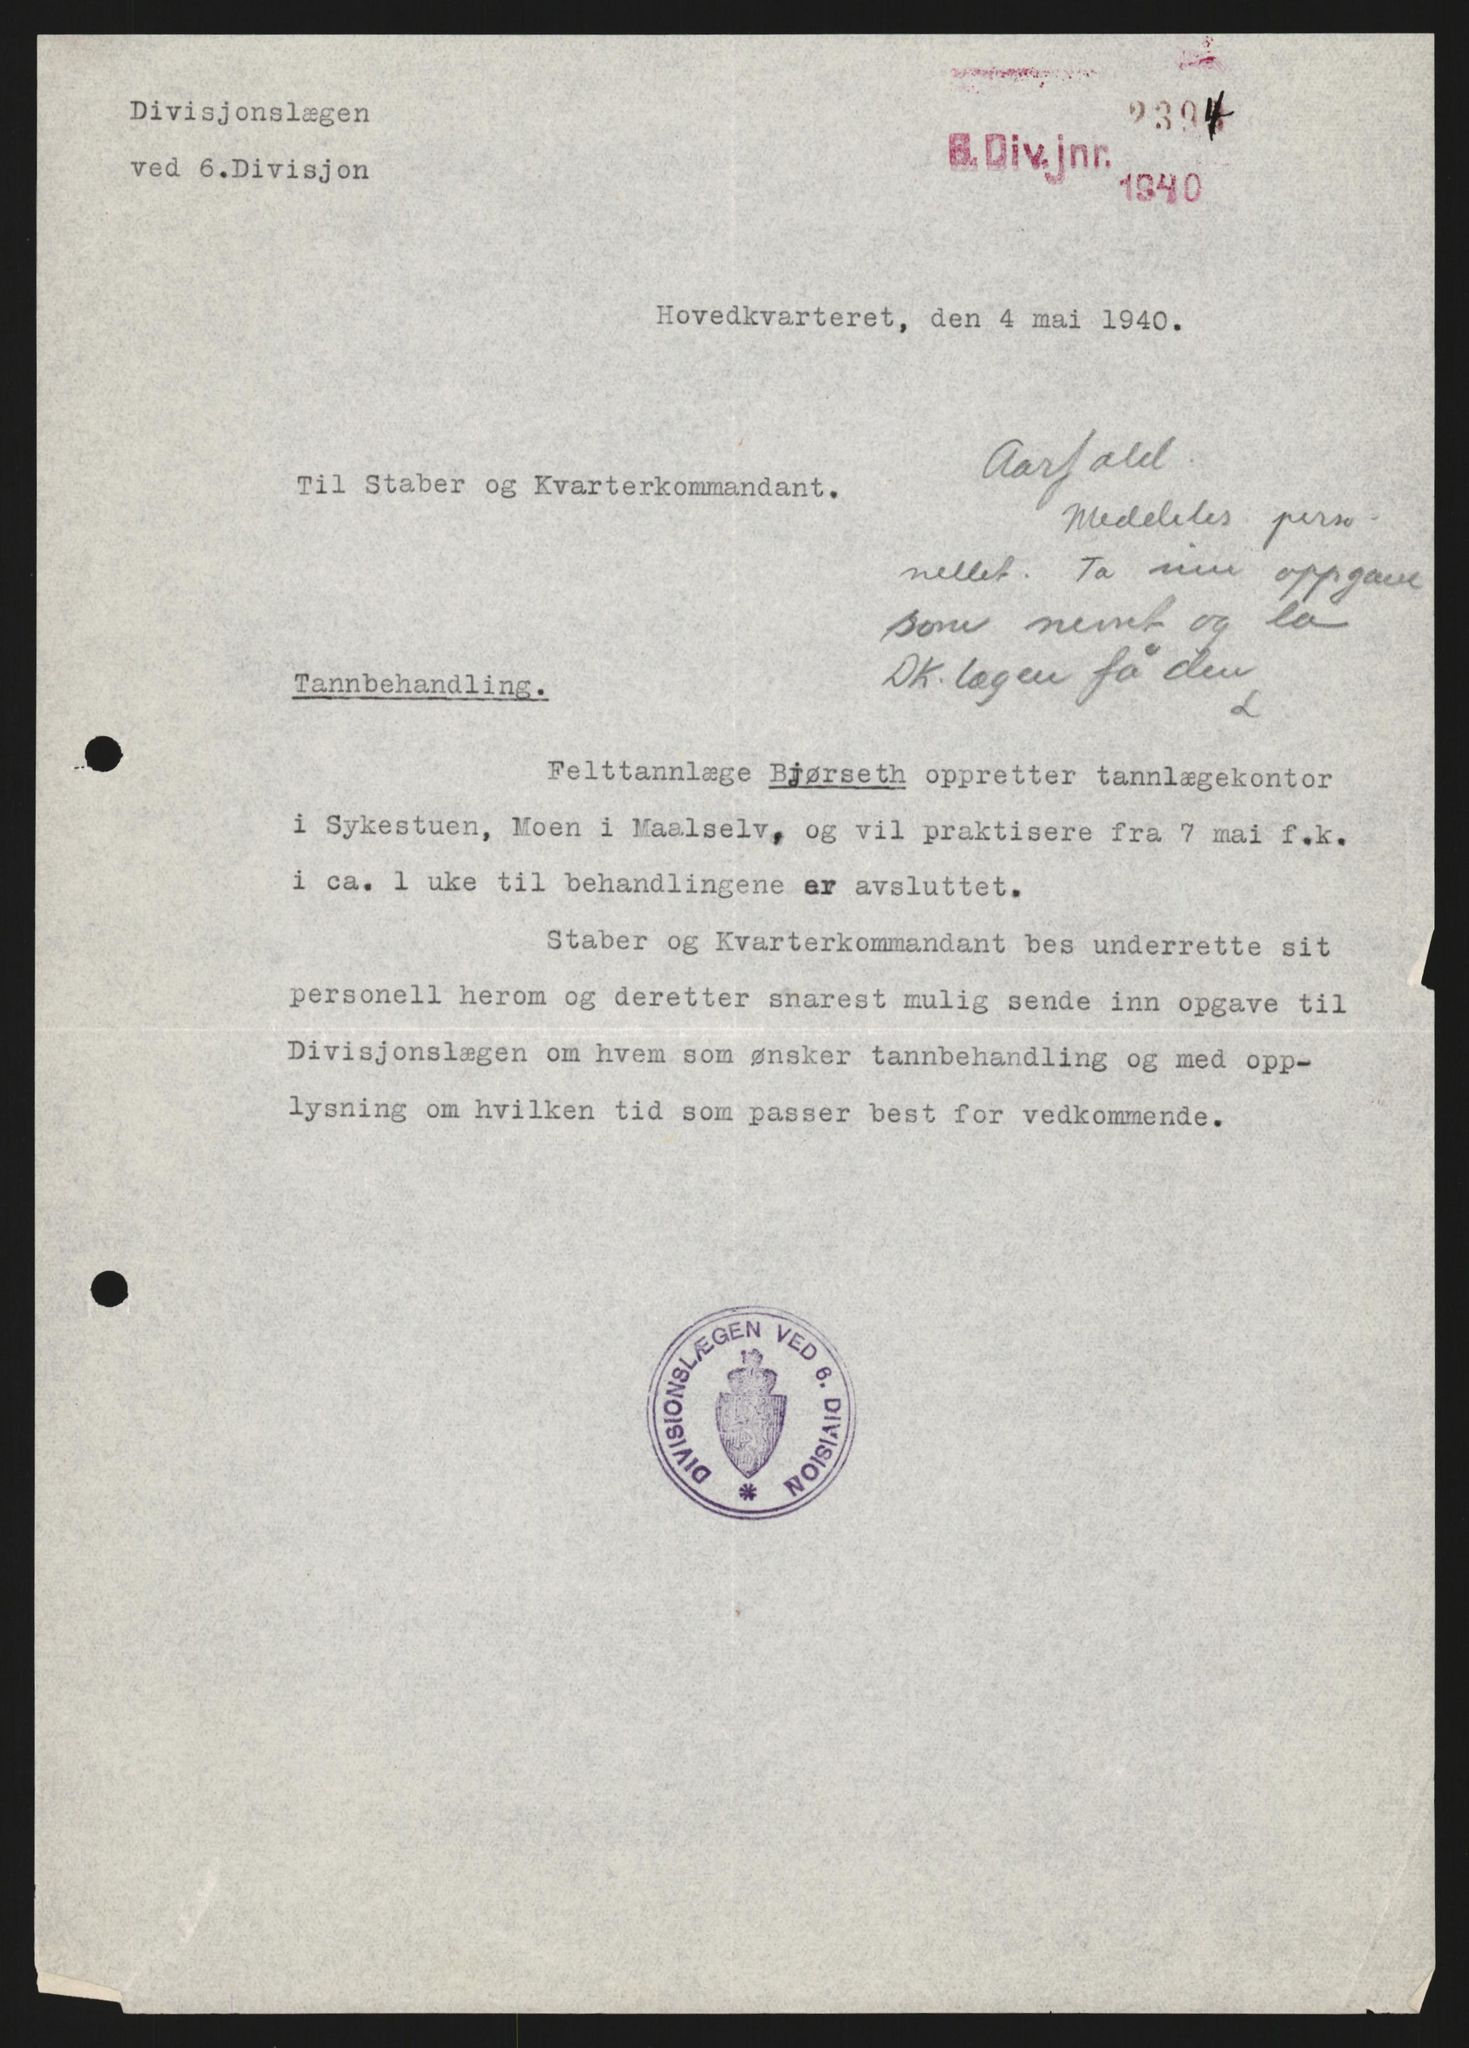 Divisjonslægen
ved 6.Divisjon
2394
6. Div. jnr.
1940
Hovedkvarteret, den 4 mai 1940.
Til Staber og Kvarterkommandant.
Meddeles perso-
nellet. Ta inn oppgave
som nevnt og la
DK. lægen få den
Tannbehandling.
Felttannlæge Bjørseth oppretter tannlægekontor
i Sykestuen, Moen i Maalselv, og vil praktisere fra 7 mai f.k.
i ca. 1 uke til behandlingene er avsluttet.
Staber og Kvarterkommandant bes underrette sit
personell herom og deretter snarest mulig sende inn opgave til
Divisjonslægen om hvem som ønsker tannbehandling og med opp-
lysning om hvilken tid som passer best for vedkommende.
DIVISIONSLÆGEN VED 6. DIVISION *